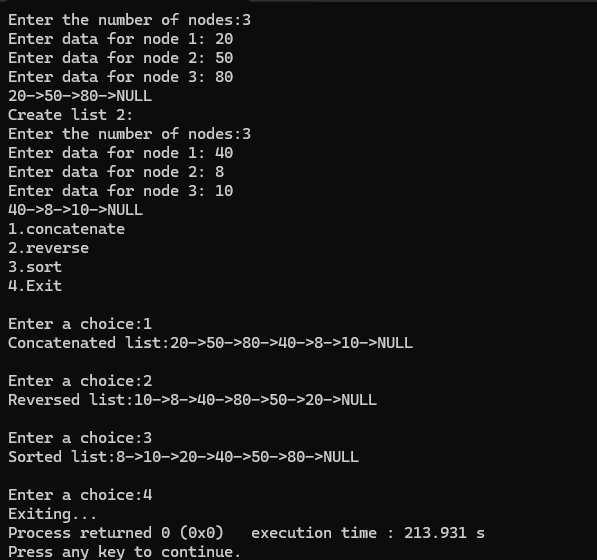 Enter the number of nodes:3
Enter data for node 1: 20
Enter data for node 2: 50
Enter data for node 3: 80
20->50->80->NULL
Create list 2:
Enter the number of nodes:3
Enter data for node 1: 40
Enter data for node 2: 8
Enter data for node 3: 10
40->8->10->NULL
1.concatenate
2.reverse
3.sort
4.Exit

Enter a choice:1
Concatenated list:20->50->80->40->8->10->NULL

Enter a choice:2
Reversed list:10->8->40->80->50->20->NULL

Enter a choice:3
Sorted list:8->10->20->40->50->80->NULL

Enter a choice:4
Exiting...
Process returned 0 (0x0)   execution time : 213.931 s
Press any key to continue.